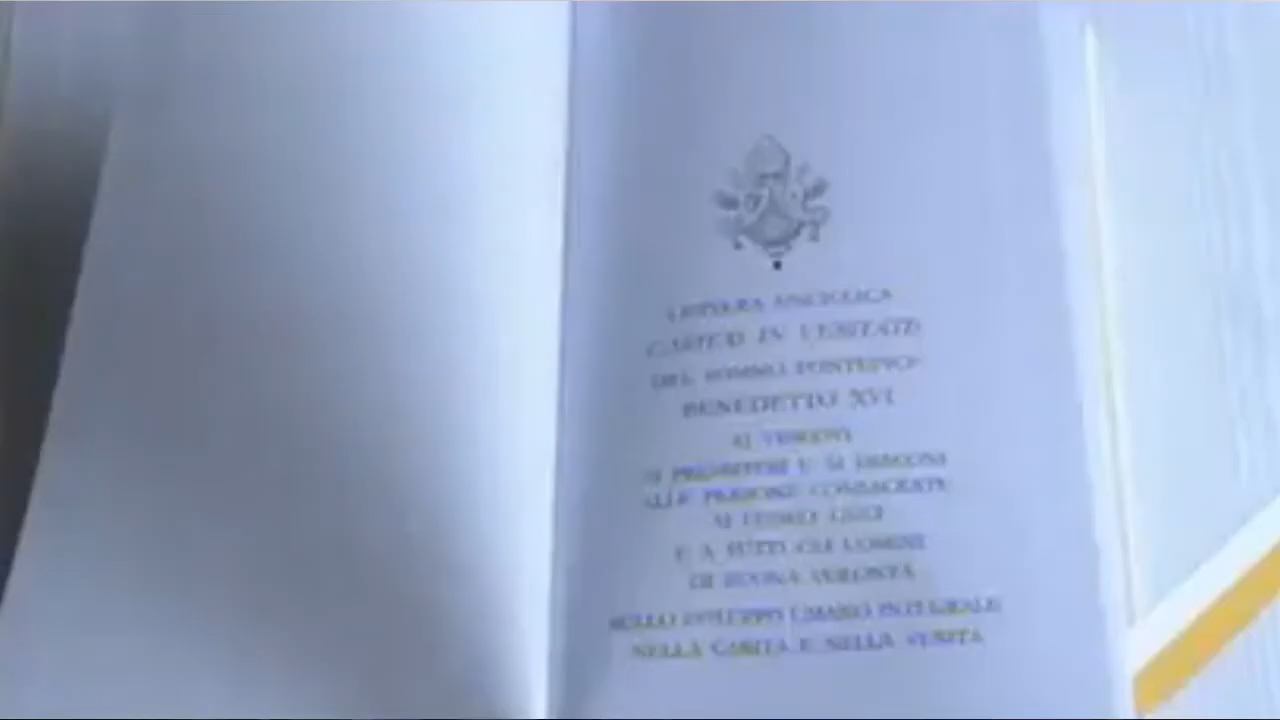 LETTERA ENCICLICA
CARITAS IN VERITATE
DEL SOMMO PONTEFICE
BENEDETTO XVI
AI VESCOVI
AI PRESBITERI E AI DIACONI
ALLE PERSONE CONSACRATE
AI FEDELI LAICI
E A TUTTI GLI UOMINI
DI BUONA VOLONTÀ
SULLO SVILUPPO UMANO INTEGRALE
NELLA CARITÀ E NELLA VERITÀ